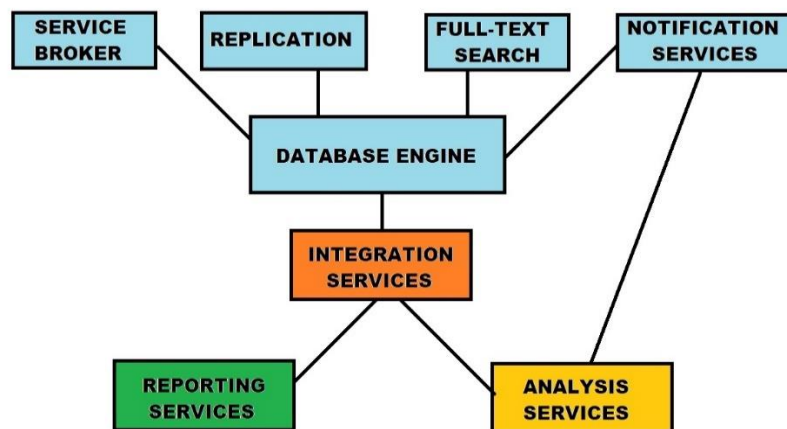 SERVICE
BROKER
REPLICATION
FULL-TEXT
SEARCH
NOTIFICATION
SERVICES
DATABASE ENGINE
INTEGRATION
SERVICES
REPORTING
SERVICES
ANALYSIS
SERVICES